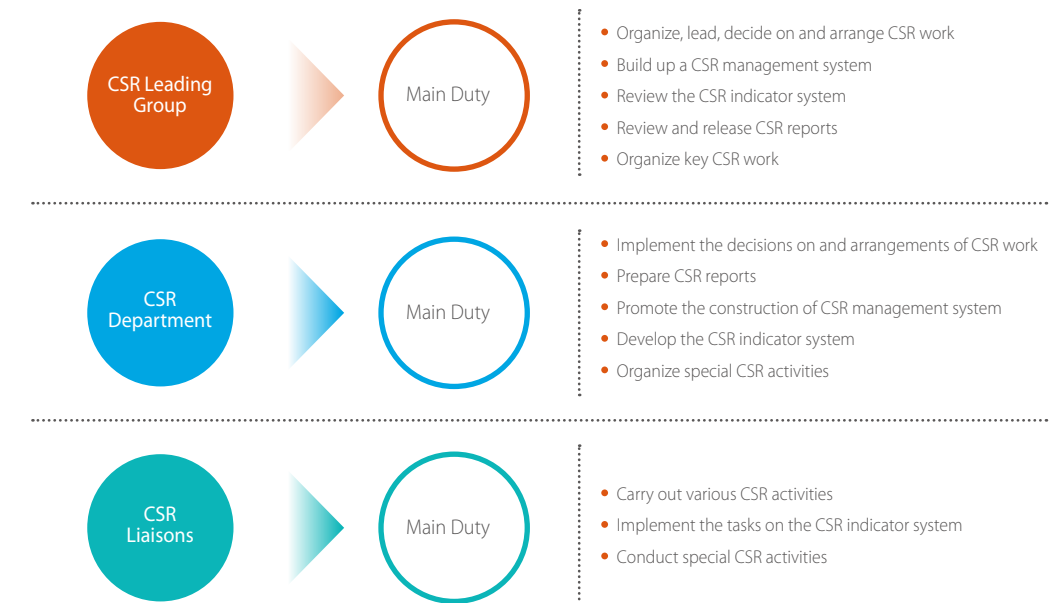 CSR Leading
Group
Main Duty
• Organize, lead, decide on and arrange CSR work
• Build up a CSR management system
• Review the CSR indicator system
• Review and release CSR reports
• Organize key CSR work
CSR
Department
Main Duty
• Implement the decisions on and arrangements of CSR work
• Prepare CSR reports
• Promote the construction of CSR management system
• Develop the CSR indicator system
• Organize special CSR activities
CSR
Liaisons
Main Duty
• Carry out various CSR activities
• Implement the tasks on the CSR indicator system
• Conduct special CSR activities